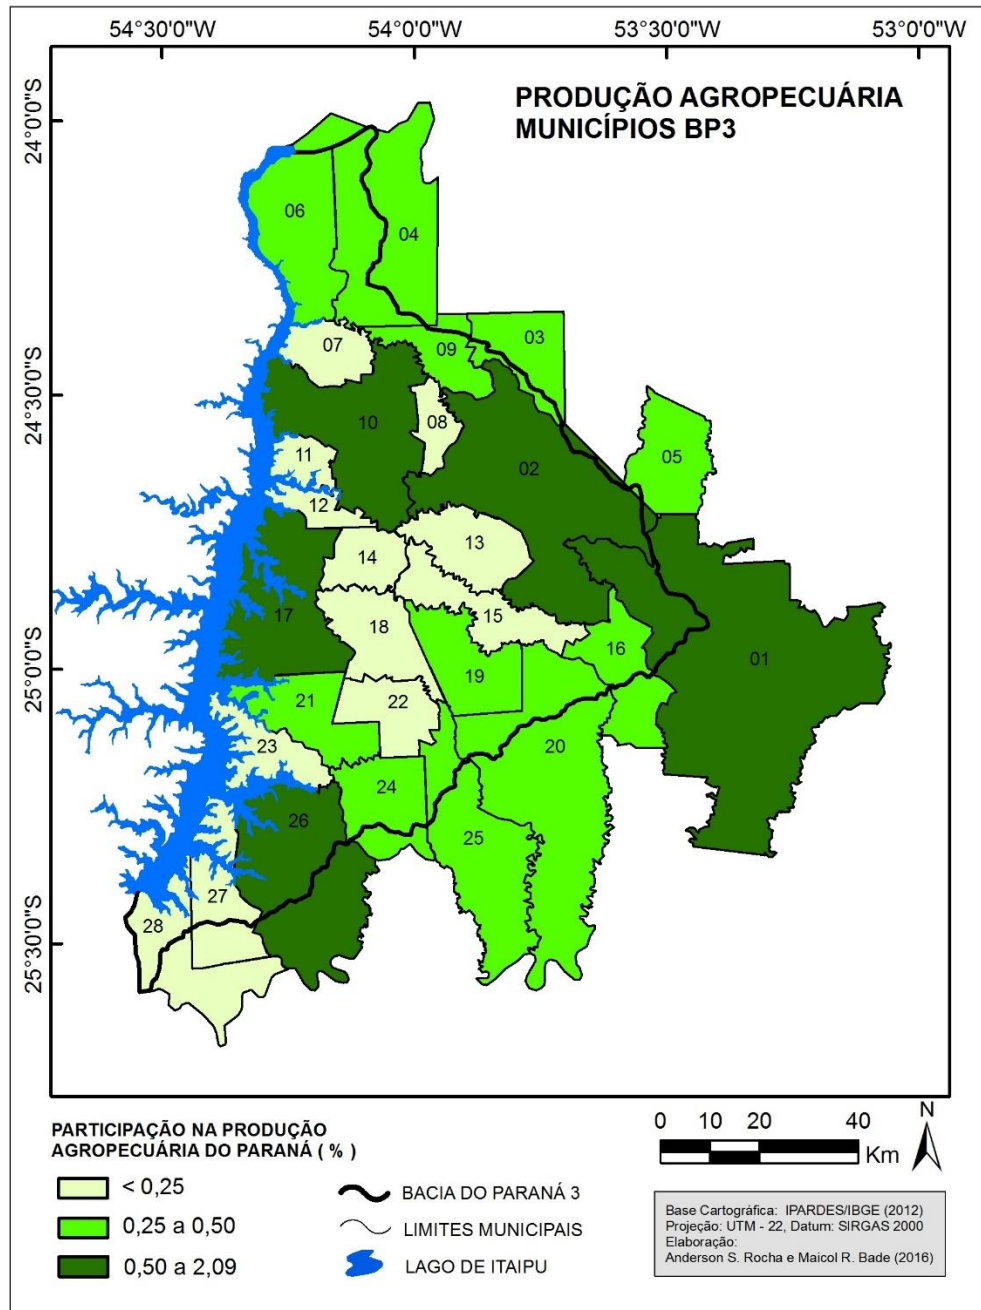 54°30'0"W 54°0'0"W 53°30'0"W 53°0'0"W
PRODUÇÃO AGROPECUÁRIA
MUNICÍPIOS BP3
24°0'0"S
24°30'0"S
25°0'0"S
25°30'0"S
06
04
07
09
03
10
08
02
05
11
12
14
13
17
18
15
16
01
19
21
22
23
20
24
26
25
27
28
PARTICIPAÇÃO NA PRODUÇÃO
AGROPECUÁRIA DO PARANÁ ( % )
< 0,25
0,25 a 0,50
0,50 a 2,09
BACIA DO PARANÁ 3
LIMITES MUNICIPAIS
LAGO DE ITAIPU
0 10 20 40
Km
N
Base Cartográfica: IPARDES/IBGE (2012)
Projeção: UTM - 22, Datum: SIRGAS 2000
Elaboração:
Anderson S. Rocha e Maicol R. Bade (2016)